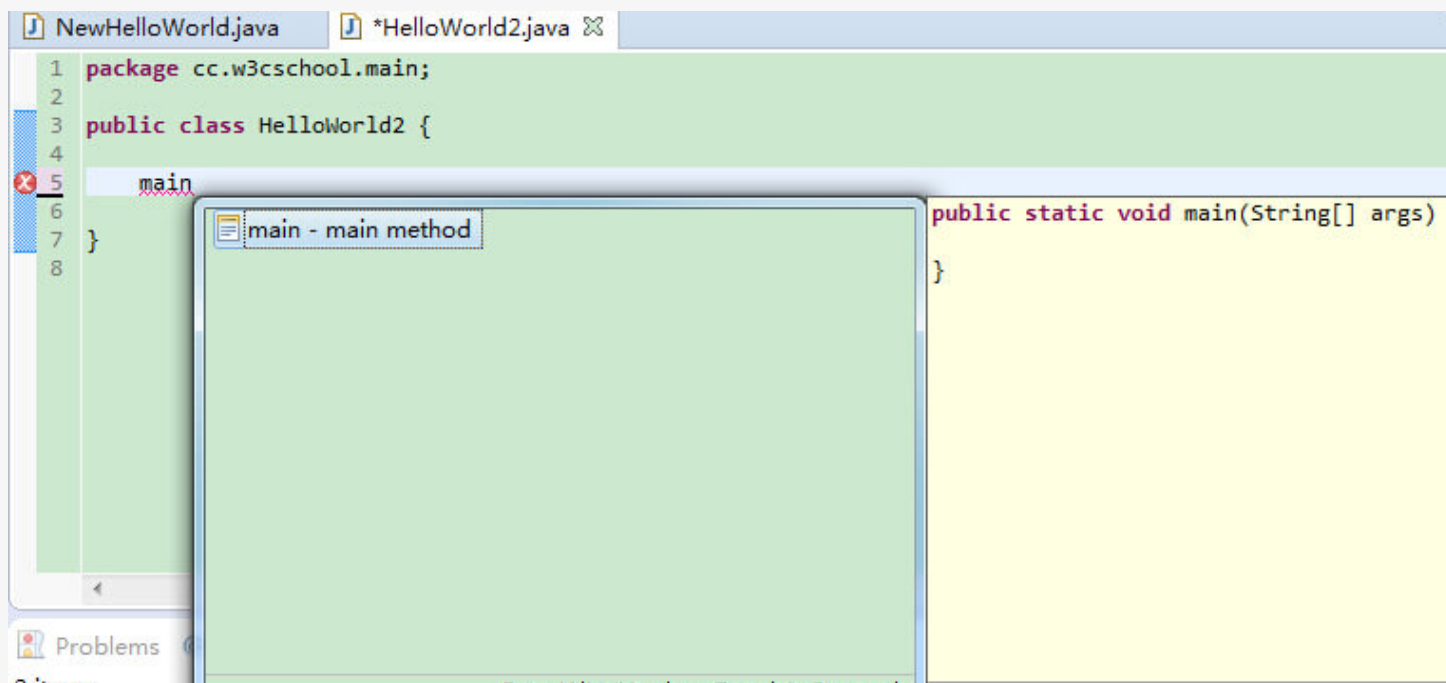 NewHelloWorld.java
*HelloWorld2.java
1 package cc.w3cschool.main;
2
3 public class HelloWorld2 {
4
5 main
6
7 }
8
main - main method
public static void main(String[] args)
}
Problems